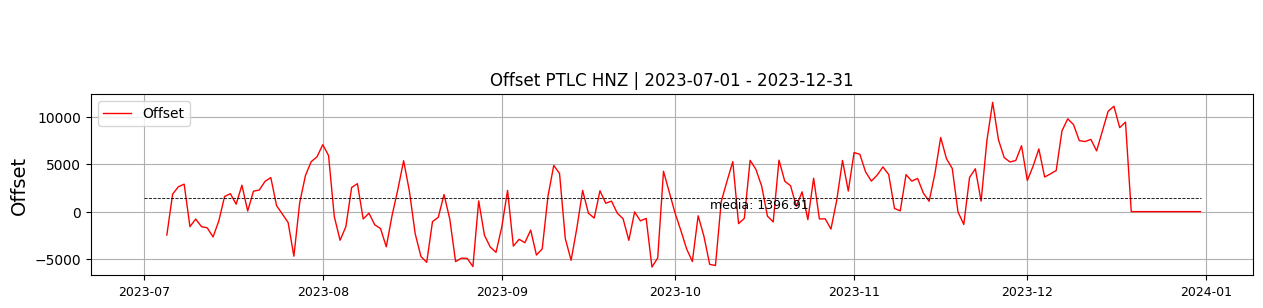 Offset PTLC HNZ | 2023-07-01 - 2023-12-31
Offset
Offset
10000
5000
0
−5000
media: 1396.91
2023-07
2023-08
2023-09
2023-10
2023-11
2023-12
2024-01